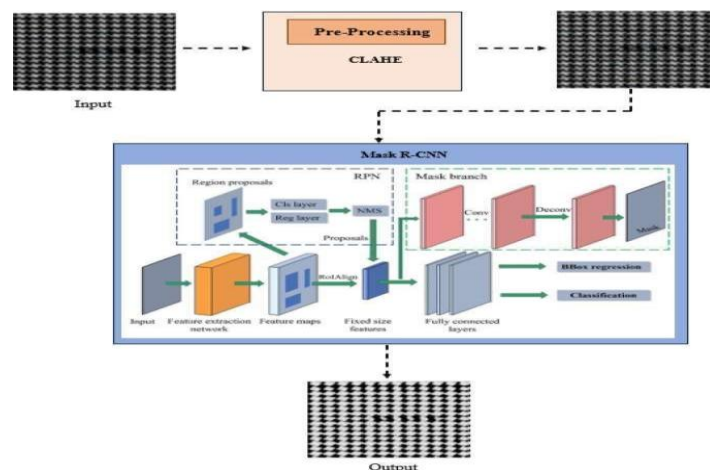 Pre-Processing
CLAHE
Input
Mask R-CNN
RPN
Mask branch
Region proposals
Cls layer
Reg layer
NMS
Conv
Deconv
Mask
Proposals
RoIAlign
BBox regression
Classification
Input
Feature extraction
network
Feature maps
Fixed size
features
Fully connected
layers
Output